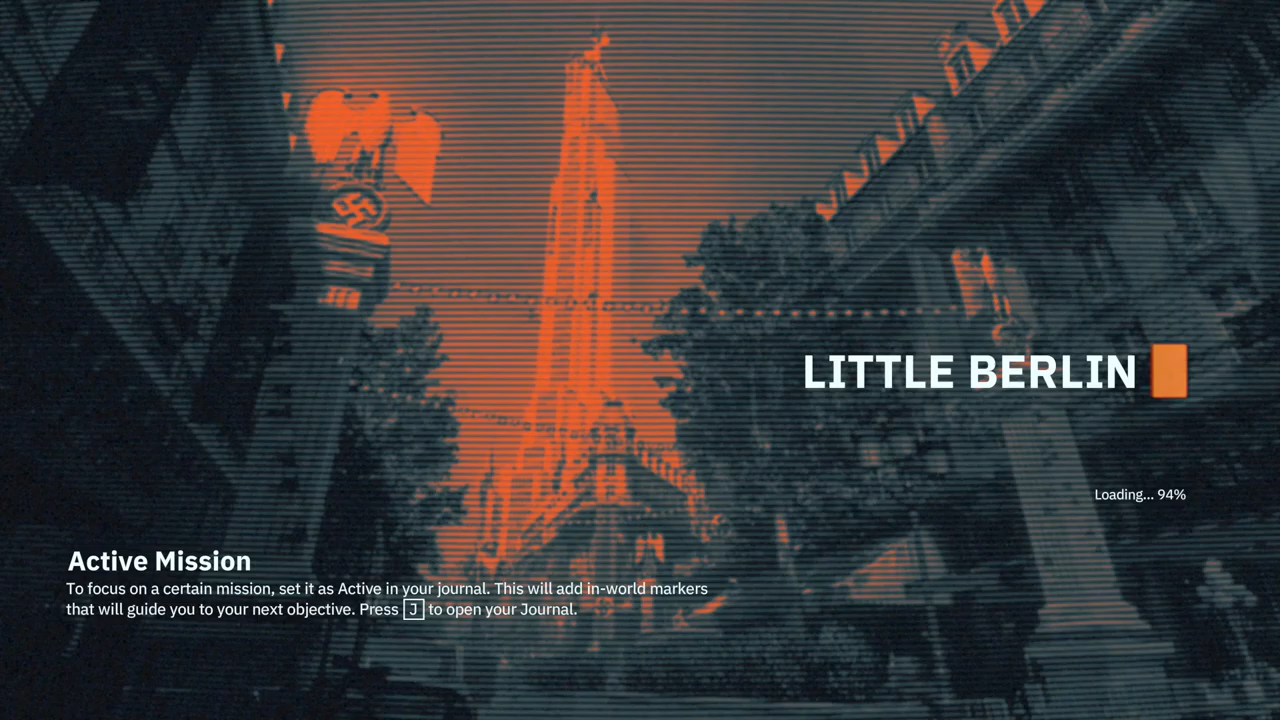 LITTLE BERLIN
Loading... 94%
Active Mission
To focus on a certain mission, set it as Active in your journal. This will add in-world markers
that will guide you to your next objective. Press J to open your Journal.